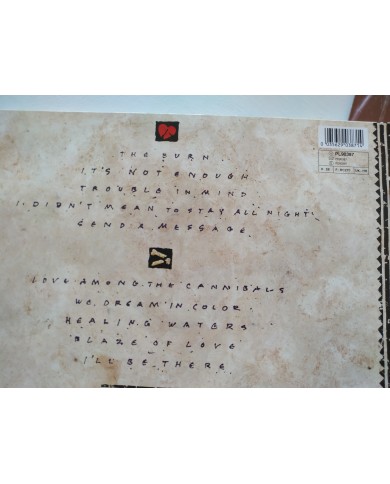 THE BURN
IT'S NOT ENOUGH
TROUBLE IN MIND
I DIDN'T MEAN TO STAY ALL NIGHT
SEND A MESSAGE
LOVE AMONG THE CANNIBALS
WE DREAM IN COLOR
HEALING WATERS
BLAZE OF LOVE
I'LL BE THERE
PL90387